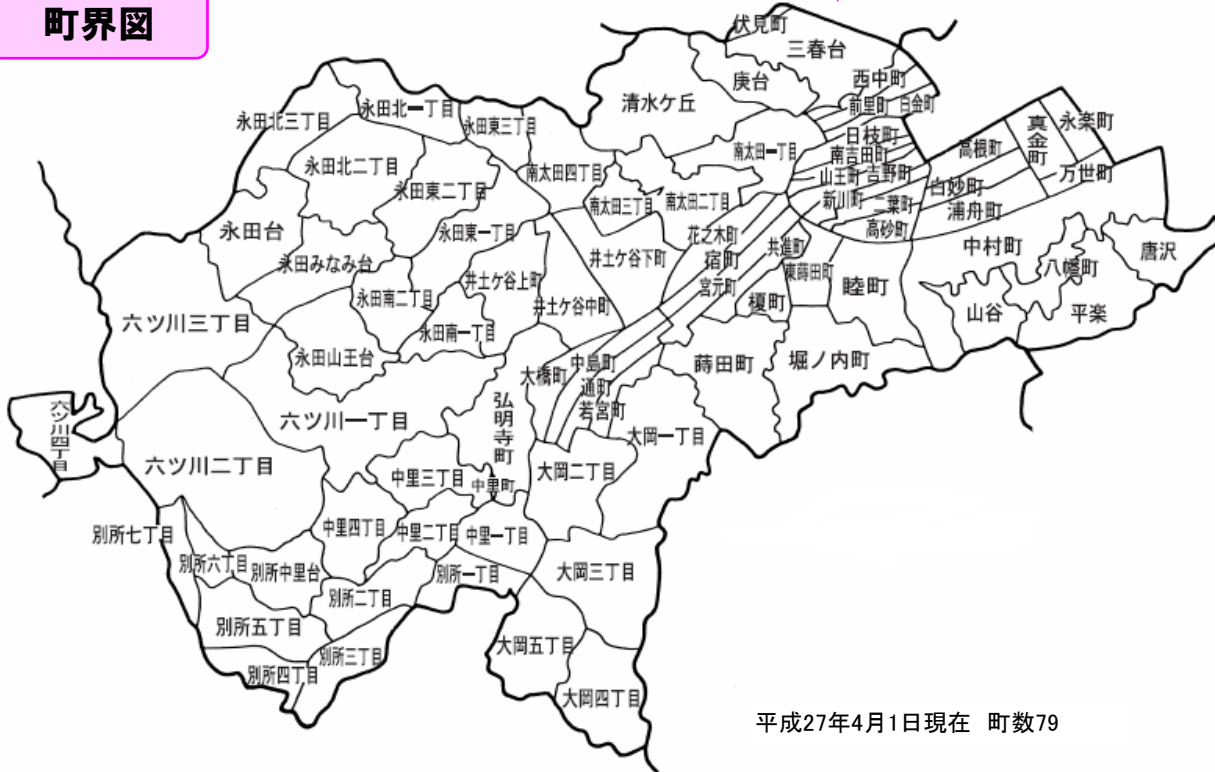 町界図
伏見町
三春台
庚台
西中町
清水ケ丘
前里町
白金町
永田北一丁目
永田北三丁目
永田東三丁目
日枝町
真金町
永楽町
南太田一丁目
南吉田町
高根町
永田北二丁目
南太田四丁目
山王町
吉野町
万世町
永田東二丁目
白妙町
南太田三丁目
南太田二丁目
新川町
二葉町
浦舟町
永田台
永田東一丁目
花之木町
高砂町
共進町
中村町
唐沢
永田みなみ台
井土ケ谷下町
宿町
八幡町
井土ケ谷上町
東蒔田町
睦町
永田南二丁目
宮元町
榎町
井土ケ谷中町
山谷
平楽
六ツ川三丁目
永田南一丁目
永田山王台
中島町
蒔田町
堀ノ内町
大橋町
通町
六ツ川四丁目
弘明寺町
若宮町
六ツ川一丁目
大岡一丁目
六ツ川二丁目
大岡二丁目
中里三丁目
中里町
別所七丁目
中里四丁目
中里二丁目
中里一丁目
別所六丁目
別所中里台
別所一丁目
大岡三丁目
別所二丁目
別所五丁目
大岡五丁目
別所三丁目
別所四丁目
大岡四丁目
平成27年4月1日現在 町数79